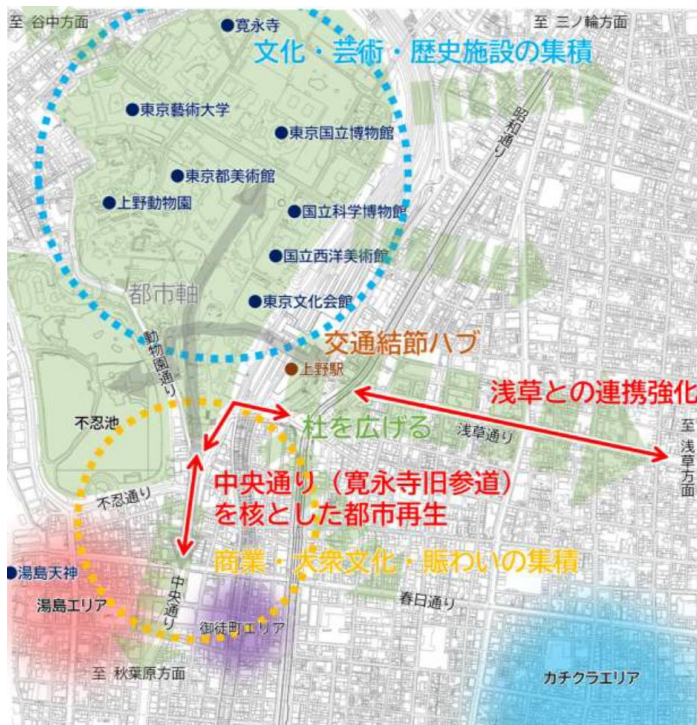 至 谷中方面
●寛永寺
至 三ノ輪方面
文化・芸術・歴史施設の集積
●東京藝術大学
●東京国立博物館
昭和通り
●東京都美術館
●上野動物園
●国立科学博物館
●国立西洋美術館
都市軸
●東京文化会館
動物園通り
交通結節ハブ
●上野駅
浅草との連携強化
不忍池
杜を広げる
浅草通り
至 浅草方面
不忍通り
中央通り（寛永寺旧参道）
を核とした都市再生
商業・大衆文化・賑わいの集積
●湯島天神
湯島エリア
中央通り
春日通り
御徒町エリア
至 秋葉原方面
カチクラエリア